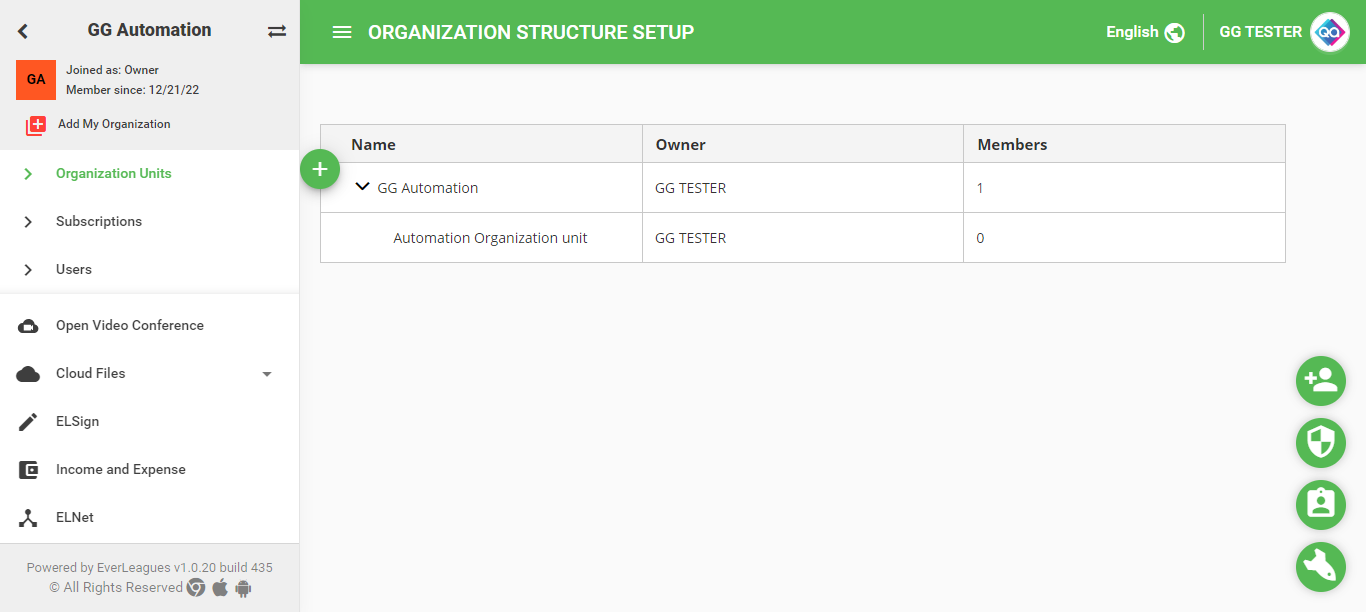 GG Automation
GA
Joined as: Owner
Member since: 12/21/22
Add My Organization
Organization Units
Subscriptions
Users
Open Video Conference
Cloud Files
ELSign
Income and Expense
ELNet
Powered by EverLeagues v1.0.20 build 435
© All Rights Reserved
ORGANIZATION STRUCTURE SETUP
English
GG TESTER
QA
Name Owner Members
GG Automation GG TESTER 1
Automation Organization unit GG TESTER 0